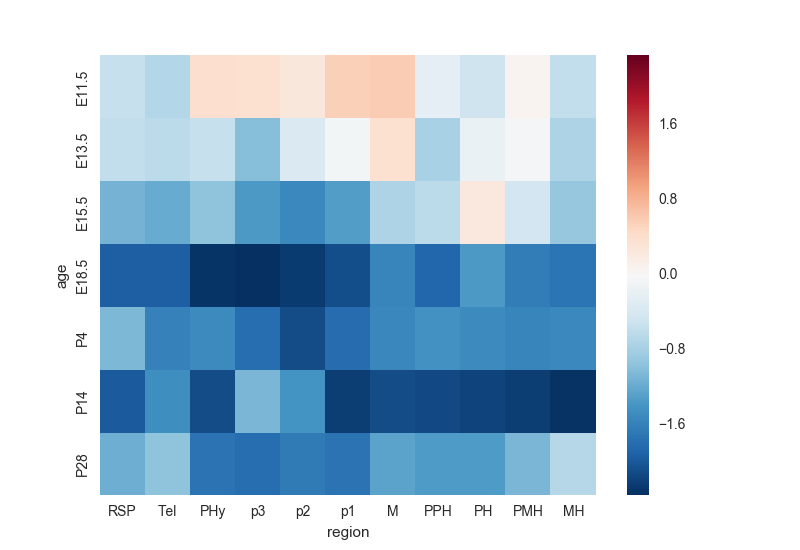 E11.5
E13.5
E15.5
E18.5
P4
P14
P28
age
RSP Tel PHy p3 p2 p1 M PPH PH PMH MH
region
1.6
0.8
0.0
−0.8
−1.6